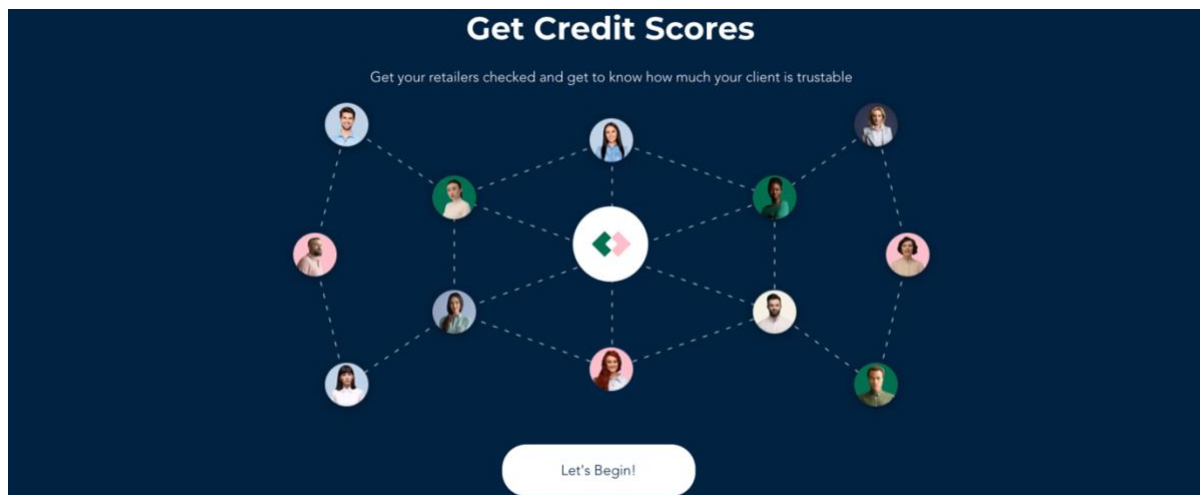 Get Credit Scores
Get your retailers checked and get to know how much your client is trustable
Let's Begin!